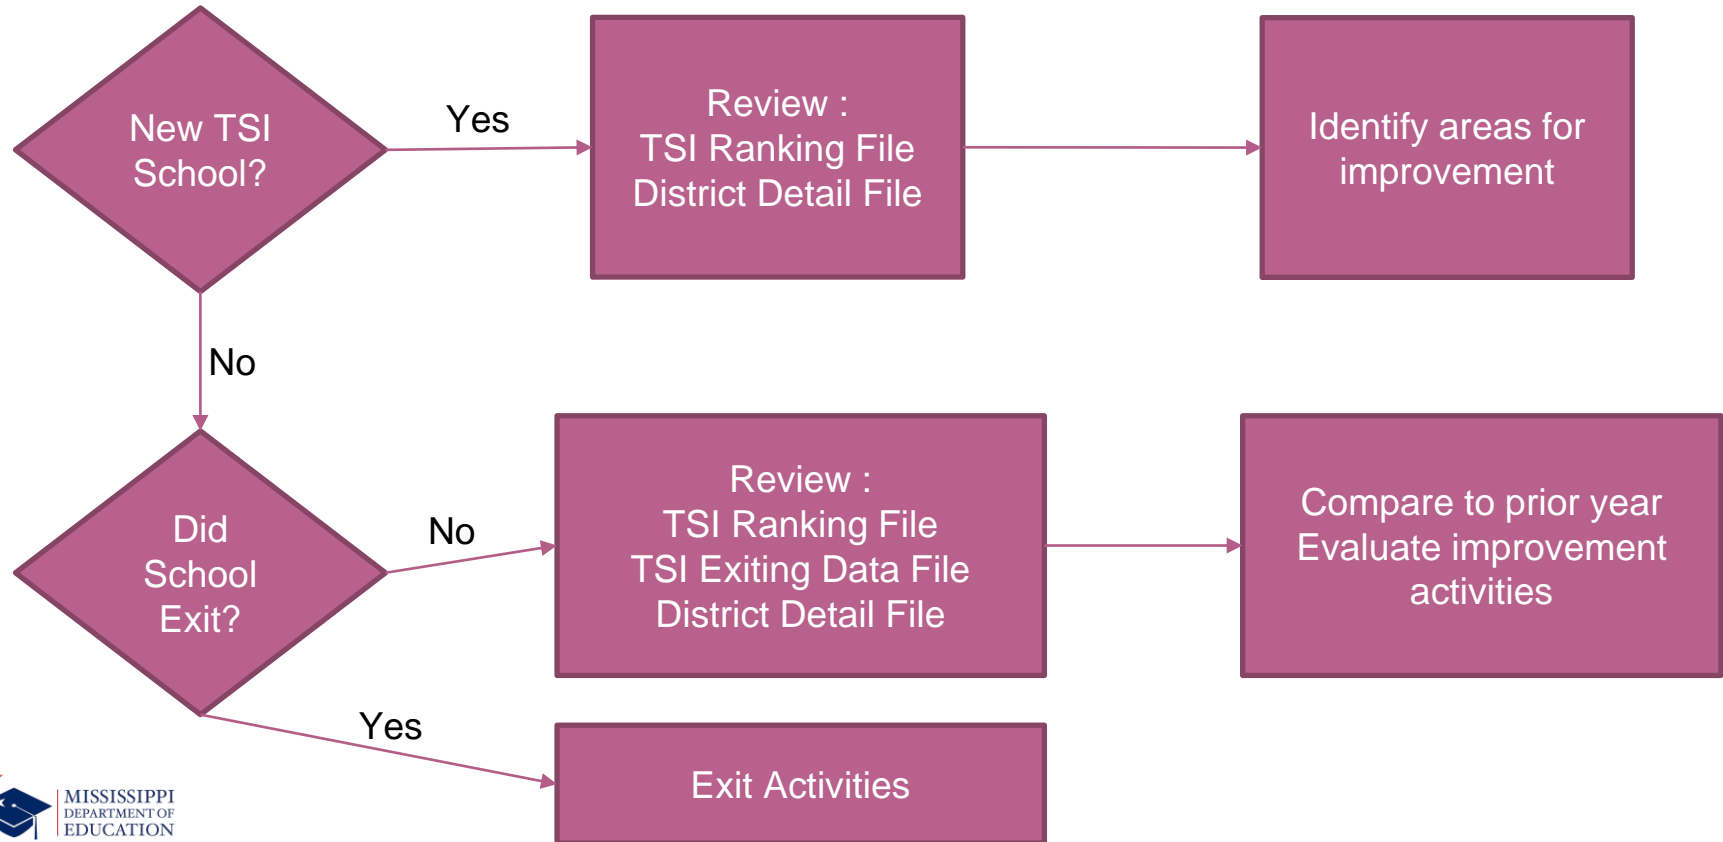 New TSI
School?
Yes
Review :
TSI Ranking File
District Detail File
Identify areas for
improvement
No
Did
School
Exit?
No
Review :
TSI Ranking File
TSI Exiting Data File
District Detail File
Compare to prior year
Evaluate improvement
activities
Yes
Exit Activities
MISSISSIPPI
DEPARTMENT OF
EDUCATION